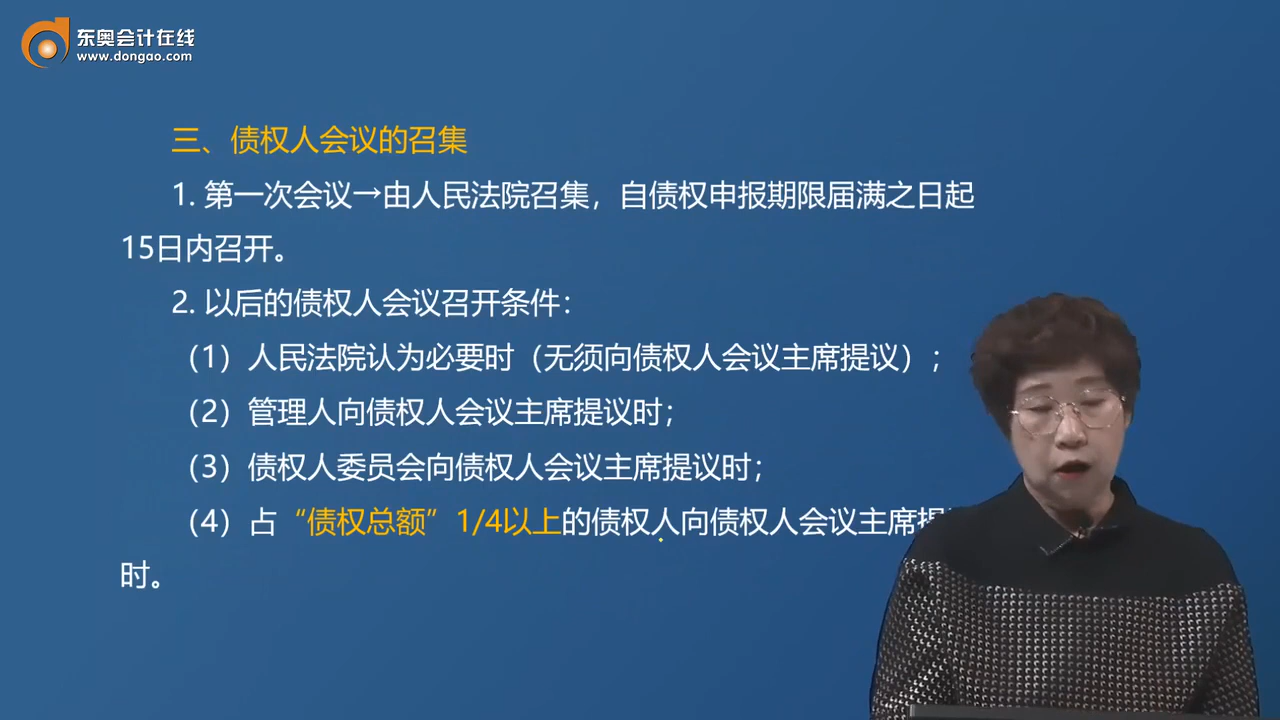 东奥会计在线
www.dongao.com
三、债权人会议的召集
1. 第一次会议→由人民法院召集，自债权申报期限届满之日起
15日内召开。
2. 以后的债权人会议召开条件：
（1）人民法院认为必要时（无须向债权人会议主席提议）；
（2）管理人向债权人会议主席提议时；
（3）债权人委员会向债权人会议主席提议时；
（4）占“债权总额”1/4以上的债权人向债权人会议主席提
时。